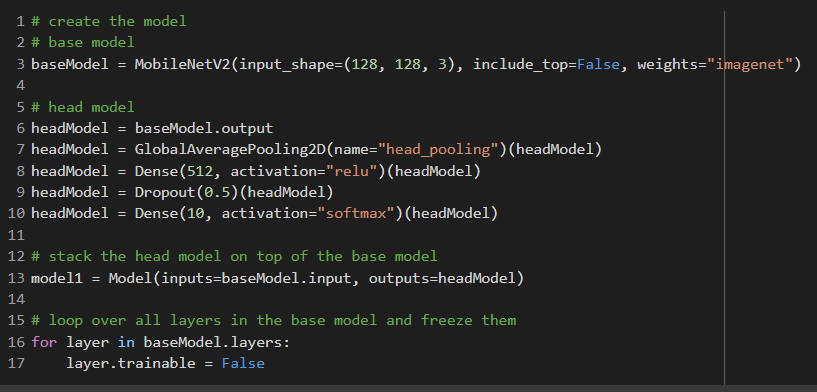 1 # create the model
2 # base model
3 baseModel = MobileNetV2(input_shape=(128, 128, 3), include_top=False, weights="imagenet")
4
5 # head model
6 headModel = baseModel.output
7 headModel = GlobalAveragePooling2D(name="head_pooling")(headModel)
8 headModel = Dense(512, activation="relu")(headModel)
9 headModel = Dropout(0.5)(headModel)
10 headModel = Dense(10, activation="softmax")(headModel)
11
12 # stack the head model on top of the base model
13 model1 = Model(inputs=baseModel.input, outputs=headModel)
14
15 # loop over all layers in the base model and freeze them
16 for layer in baseModel.layers:
17     layer.trainable = False